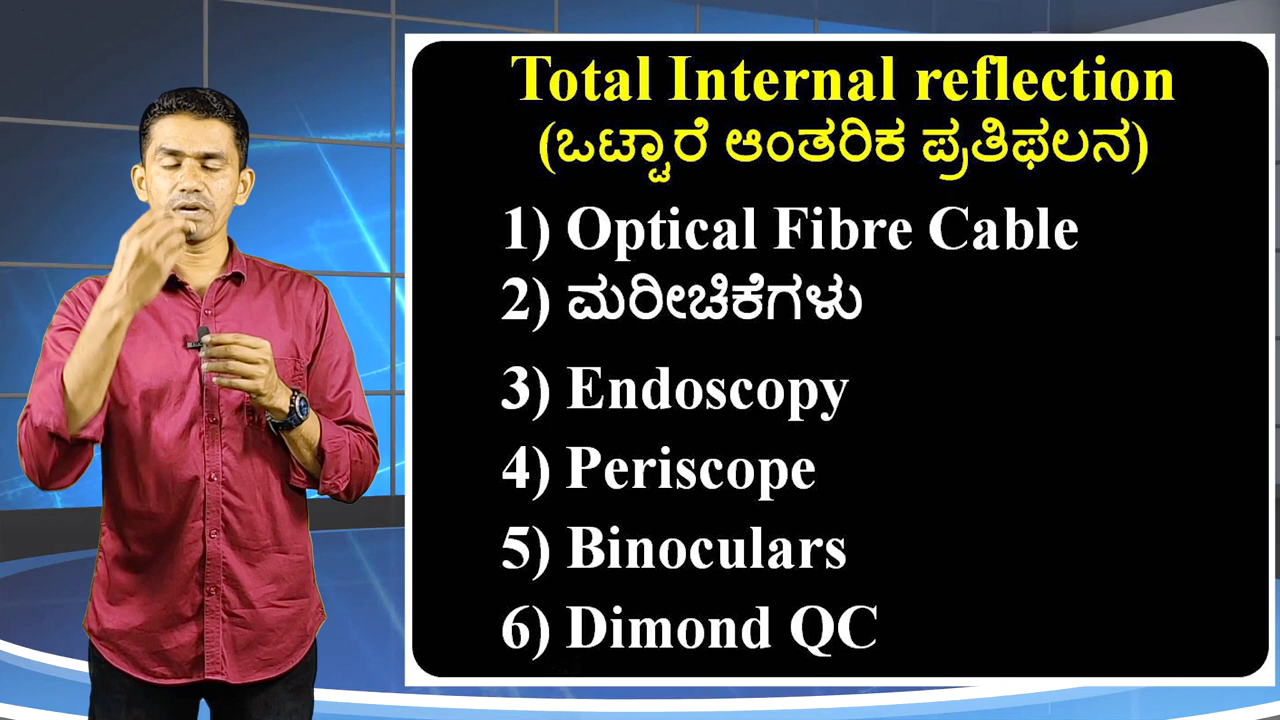 Total Internal reflection
(ಒಟ್ಟಾರೆ ಆಂತರಿಕ ಪ್ರತಿಫಲನ)
1) Optical Fibre Cable
2) ಮರೀಚಿಕೆಗಳು
3) Endoscopy
4) Periscope
5) Binoculars
6) Dimond QC